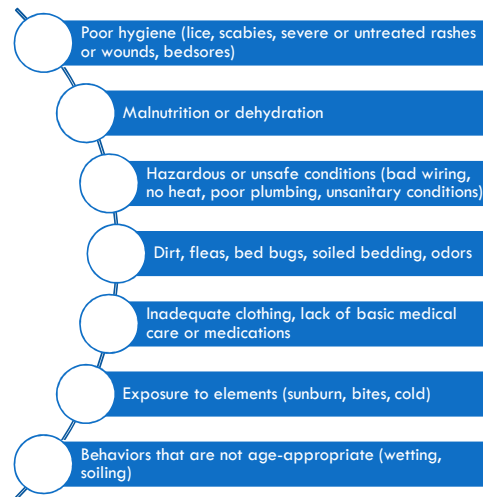 Poor hygiene (lice, scabies, severe or untreated rashes
or wounds, bedsores)
Malnutrition or dehydration
Hazardous or unsafe conditions (bad wiring,
no heat, poor plumbing, unsanitary conditions)
Dirt, fleas, bed bugs, soiled bedding, odors
Inadequate clothing, lack of basic medical
care or medications
Exposure to elements (sunburn, bites, cold)
Behaviors that are not age-appropriate (wetting,
soiling)